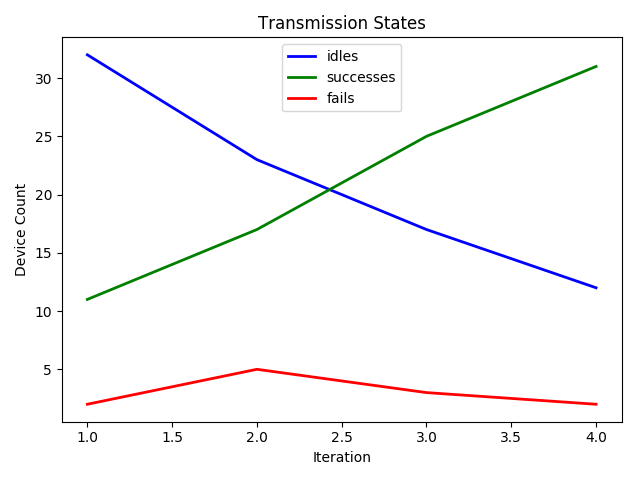 Transmission States
idles
successes
fails
Device Count
30
25
20
15
10
5
1.0 1.5 2.0 2.5 3.0 3.5 4.0
Iteration